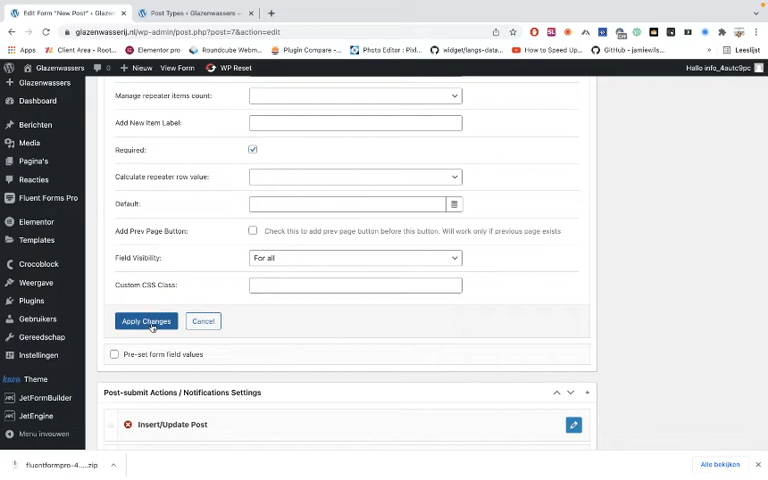 Edit Form "New Post" ‹ Glazen
Post Types ‹ Glazenwassers —
glazenwasserij.nl/wp-admin/post.php?post=7&action=edit
Apps
Client Area - Root...
Elementor pro
Roundcube Webm...
Plugin Compare -...
Photo Editor : Pixl...
widget/langs-data...
How to Speed Up...
GitHub - jamiewils...
»
Leeslijst
Glazenwassers
0
Nieuw
View Form
WP Reset
Hallo info_4autc9pc
Glazenwassers
Dashboard
Berichten
Media
Pagina's
Reacties
Fluent Forms Pro
Elementor
Templates
Crocoblock
Weergave
Plugins
Gebruikers
Gereedschap
Instellingen
Theme
JetFormBuilder
JetEngine
Menu invouwen
Manage repeater items count:
Add New Item Label:
Required:
Calculate repeater row value:
Default:
Add Prev Page Button:
Check this to add prev page button before this button. Will work only if previous page exists
Field Visibility:
For all
Custom CSS Class:
Apply Changes
Cancel
Pre-set form field values
Post-submit Actions / Notifications Settings
Insert/Update Post
fluentformpro-4.....zip
Alle bekijken